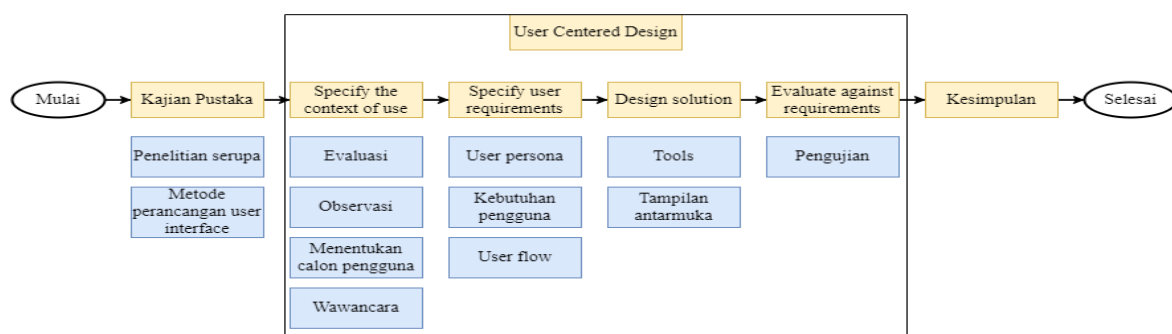 User Centered Design
Mulai
Kajian Pustaka
Specify the
context of use
Specify user
requirements
Design solution
Evaluate against
requirements
Kesimpulan
Selesai
Penelitian serupa
Metode
perancangan user
interface
Evaluasi
Observasi
Menentukan
calon pengguna
Wawancara
User persona
Kebutuhan
pengguna
User flow
Tools
Tampilan
antarmuka
Pengujian